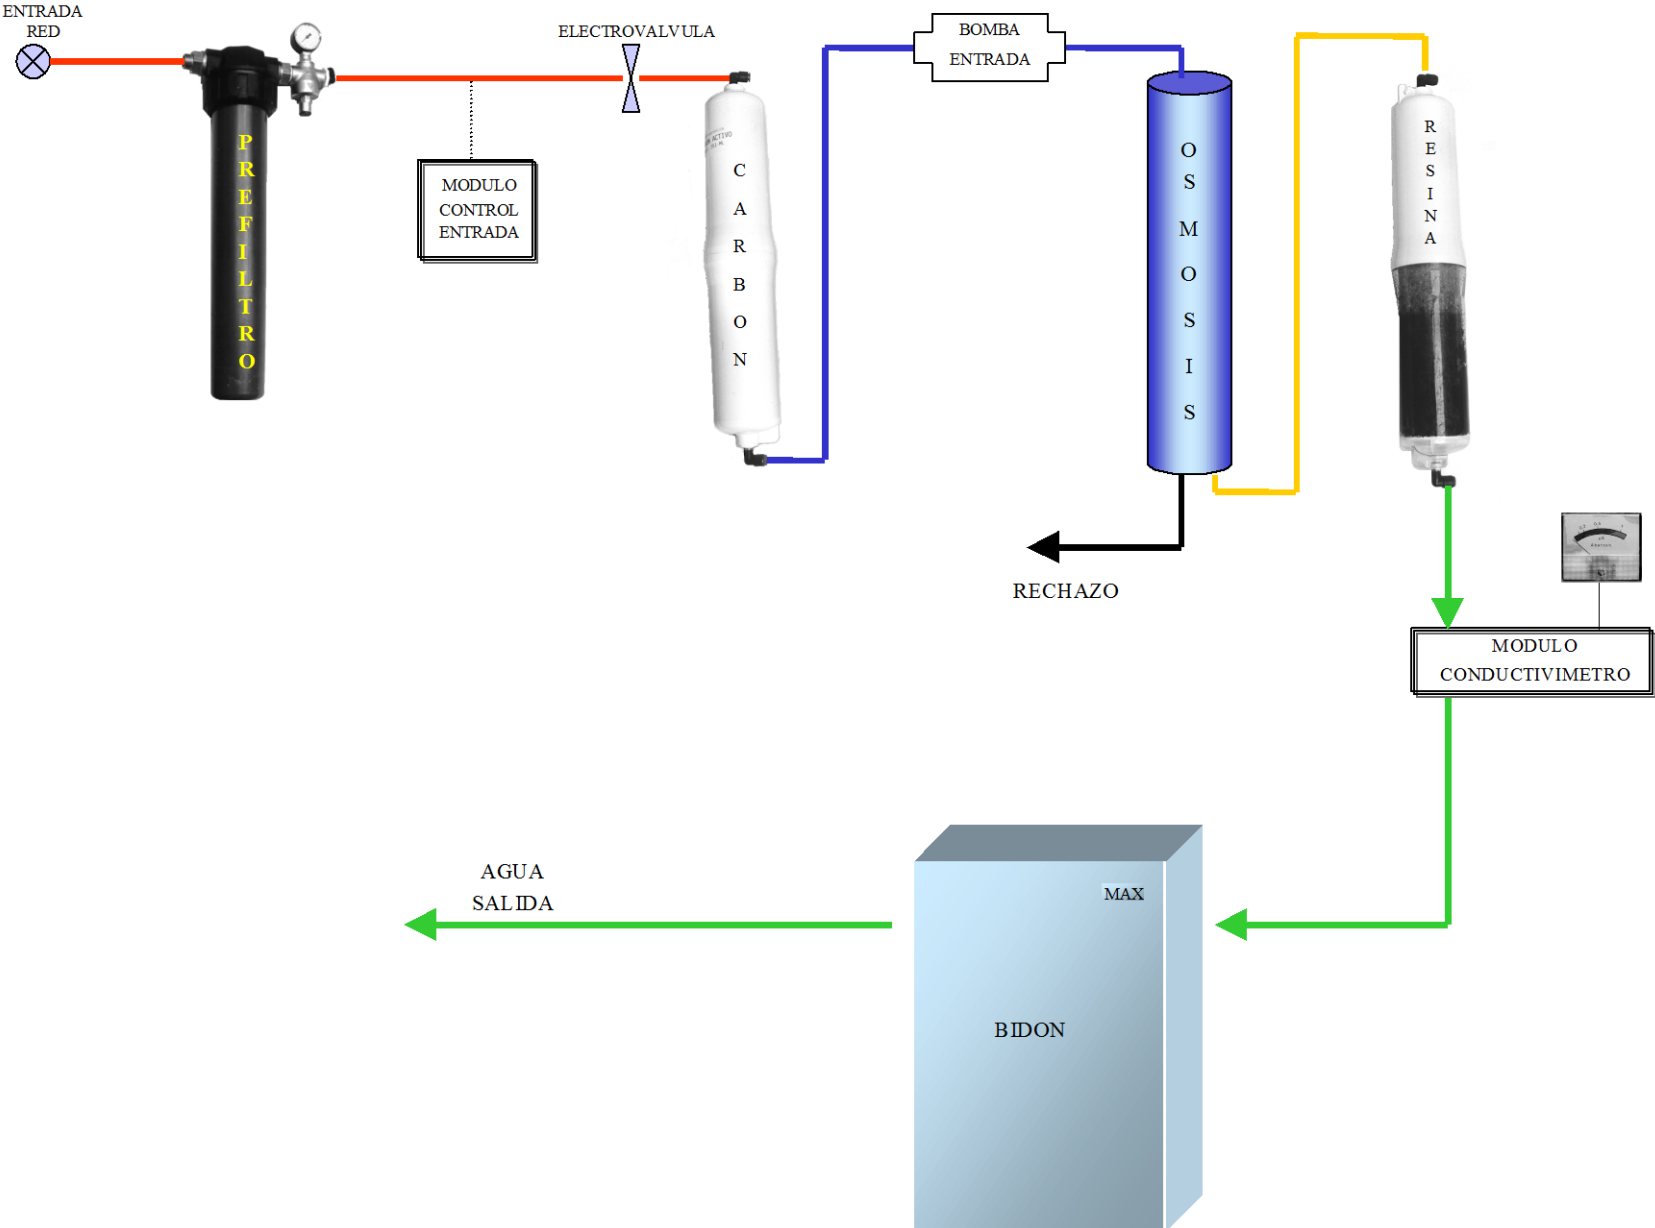 ENTRADA
RED
PREFILTRO
MODULO
CONTROL
ENTRADA
ELECTROVALVULA
ACTIVO
CARBON
BOMBA
ENTRADA
OSMOSIS
RECHAZO
RESINA
MODULO
CONDUCTIVIMETRO
AGUA
SALIDA
MAX
BIDON